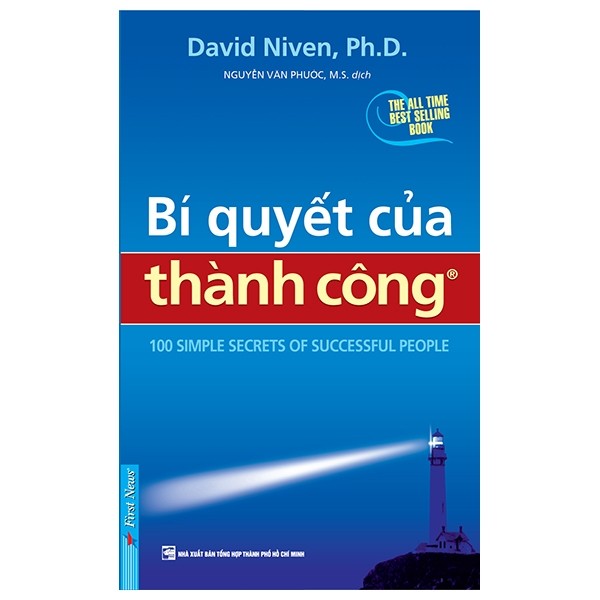 David Niven, Ph.D.
NGUYỄN VĂN PHƯỚC, M.S. dịch
THE ALL TIME
BEST SELLING
BOOK
Bí quyết của
thành công®
100 SIMPLE SECRETS OF SUCCESSFUL PEOPLE
First News®
NHÀ XUẤT BẢN TỔNG HỢP THÀNH PHỐ HỒ CHÍ MINH